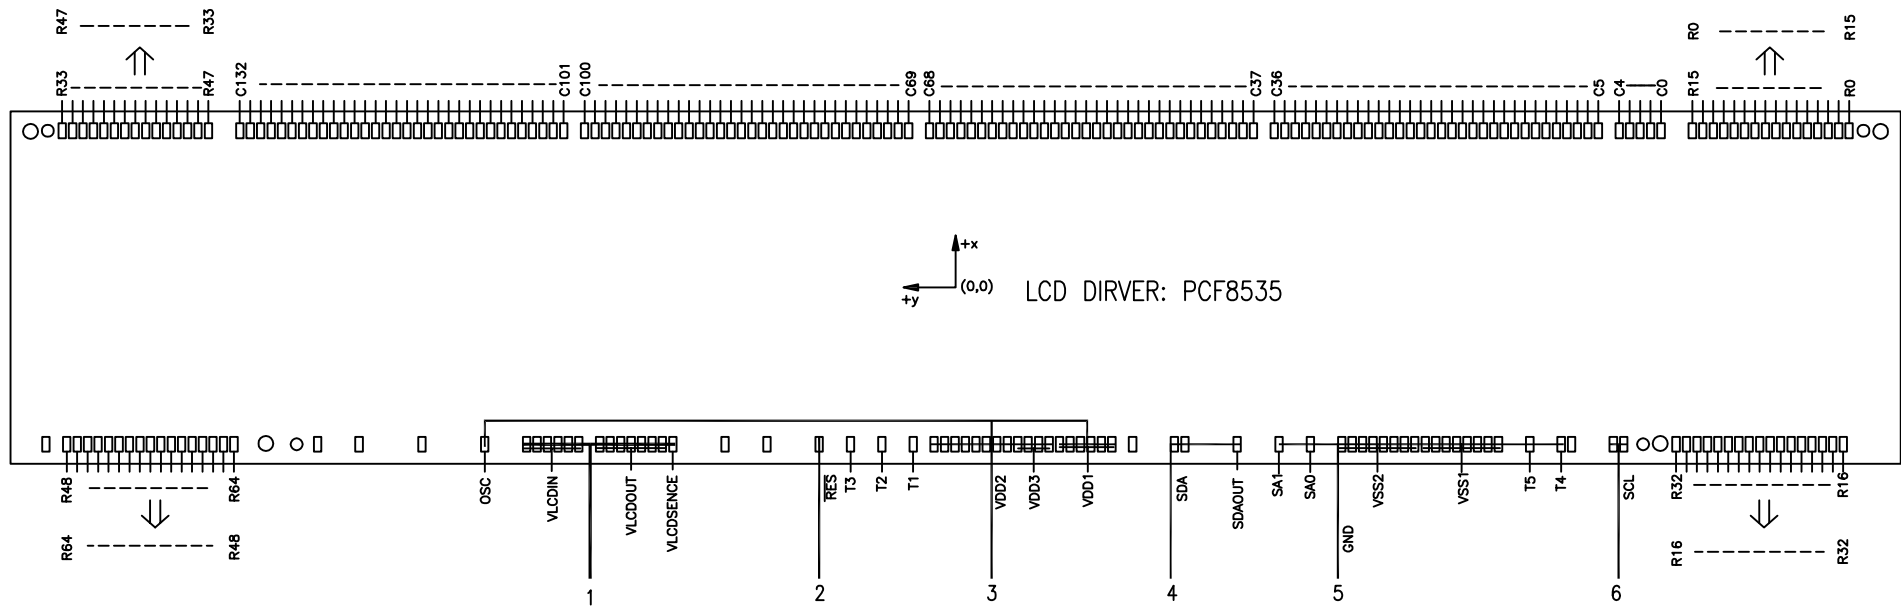 R47 R33 R0 R15
R33 R47 C132 C101 C100 C69 C68 C37 C36 C5 C4 C0 R15 R0
+x
(0,0)
+y
LCD DIRVER: PCF8535
R48 R64 OSC VLCDIN VLCDOUT VLCDSENCE RES T3 T2 T1 VDD2 VDD3 VDD1 SDA SDAOUT SA1 SA0 VSS2 VSS1 T5 T4 SCL R32 R16
GND
R64 R48 R16 R32
1 2 3 4 5 6